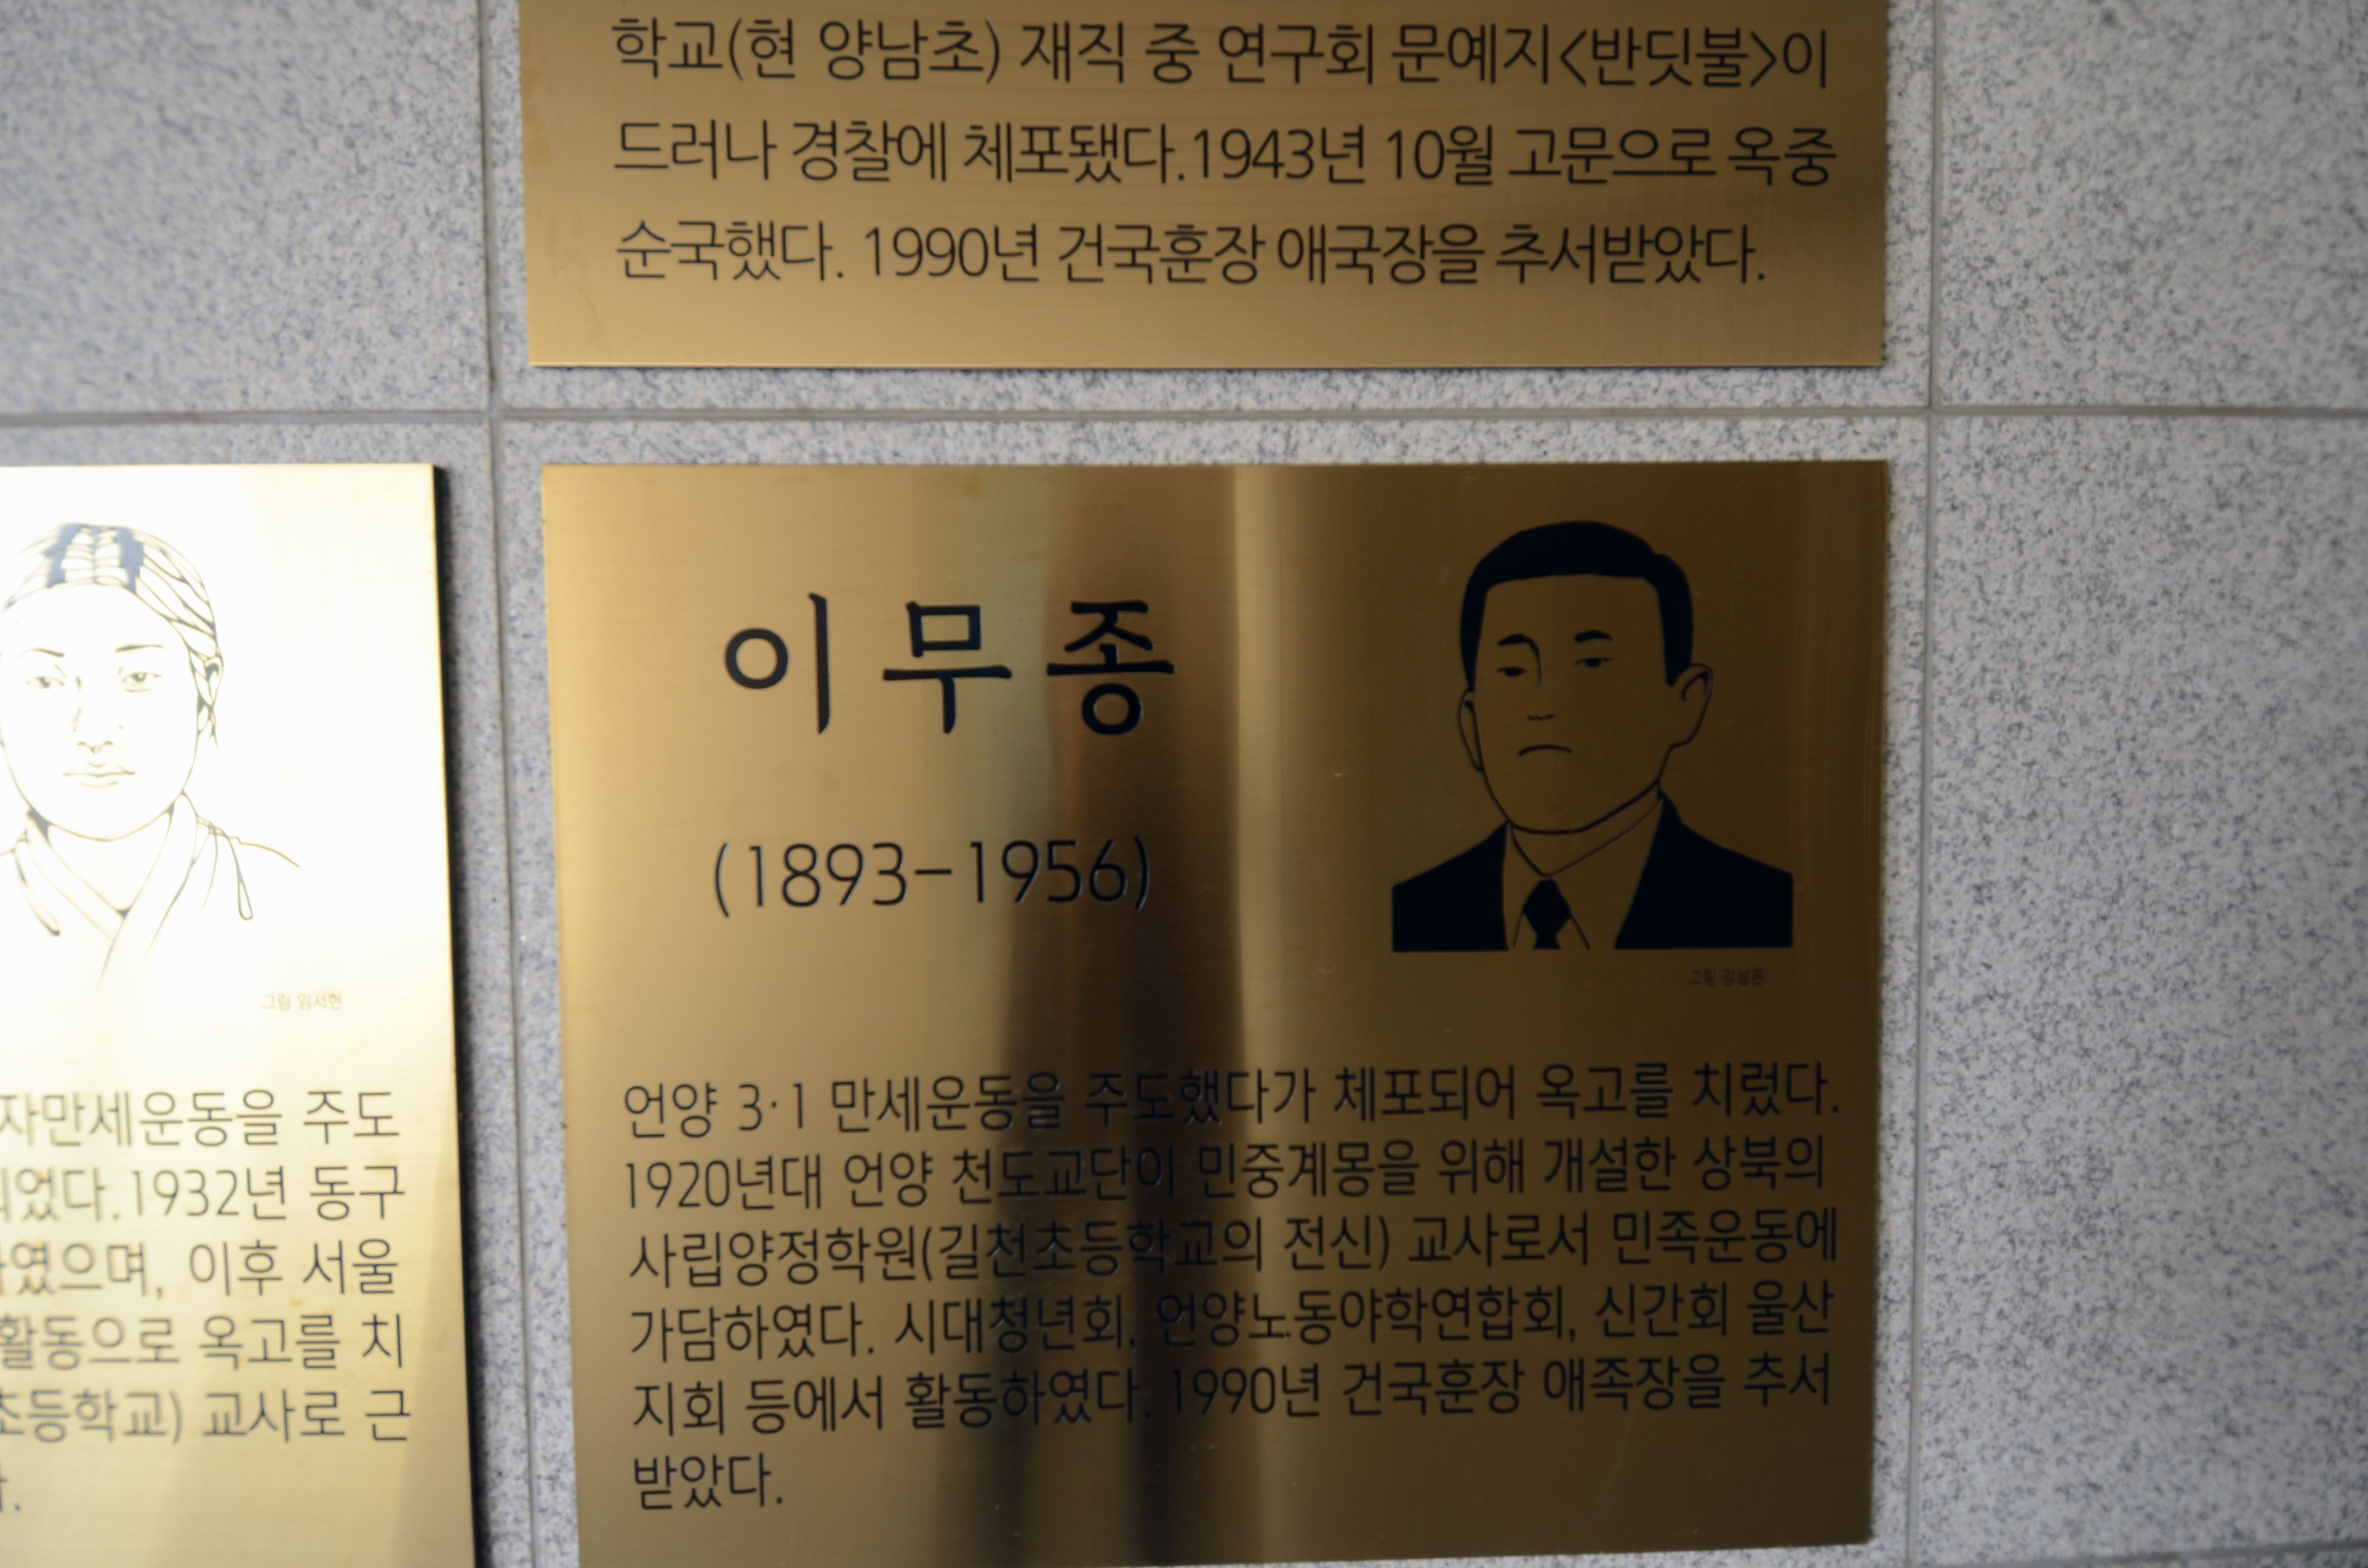 학교(현 양남초) 재직 중 연구회 문예지<반딧불>이
드러나 경찰에 체포됐다.1943년 10월 고문으로 옥중
순국했다. 1990년 건국훈장 애국장을 추서받았다.
그림 임서현
자만세운동을 주도
되었다.1932년 동구
하였으며, 이후 서울
활동으로 옥고를 치
초등학교) 교사로 근
이무종
(1893-1956)
그림 김성은
언양 3·1 만세운동을 주도했다가 체포되어 옥고를 치렀다.
1920년대 언양 천도교단이 민중계몽을 위해 개설한 상북의
사립양정학원(길천초등학교의 전신) 교사로서 민족운동에
가담하였다. 시대청년회, 언양노동야학연합회, 신간회 울산
지회 등에서 활동하였다. 1990년 건국훈장 애족장을 추서
받았다.